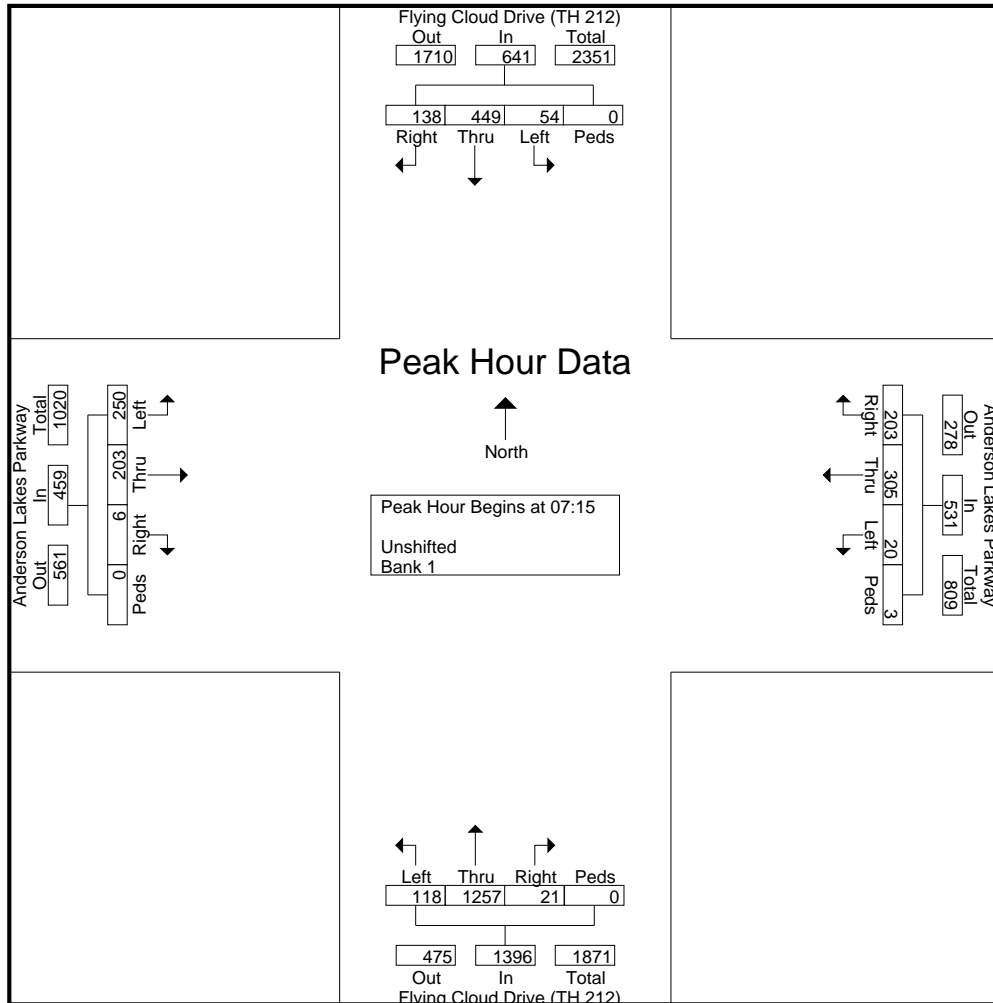 Flying Cloud Drive (TH 212)
Out In Total
1710 641 2351
138 449 54 0
Right Thru Left Peds
Peak Hour Data
North
Peak Hour Begins at 07:15
Unshifted
Bank 1
Anderson Lakes Parkway
Out In Total
561 459 1020
Peds Right Thru Left
0 6 203 250
Anderson Lakes Parkway
Out In Total
278 531 809
203 305 20 3
Right Thru Left Peds
Left Thru Right Peds
118 1257 21 0
475 1396 1871
Out In Total
Flying Cloud Drive (TH 212)